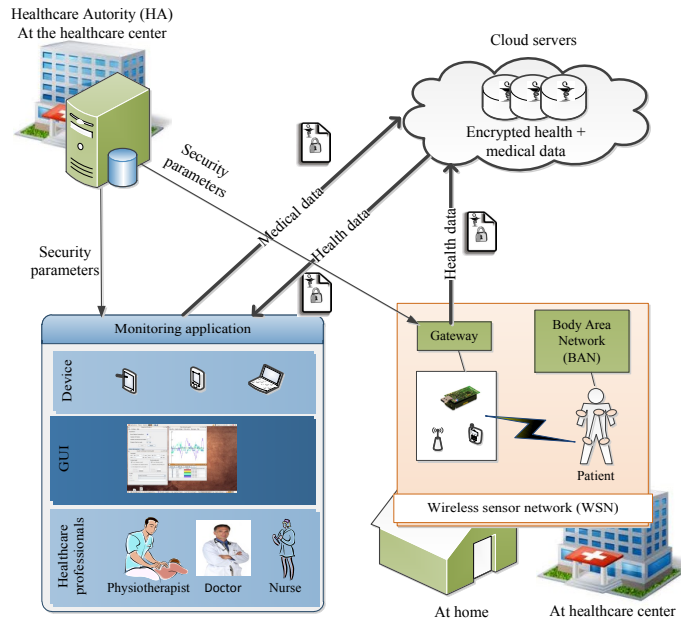 Healthcare Autority (HA)
At the healthcare center
Cloud servers
Encrypted health +
medical data
Security
parameters
Medical data
Health data
Health data
Security
parameters
Monitoring application
Device
GUI
Healthcare
professionals
Physiotherapist
Doctor
Nurse
Gateway
Body Area
Network
(BAN)
Patient
Wireless sensor network (WSN)
At home
At healthcare center